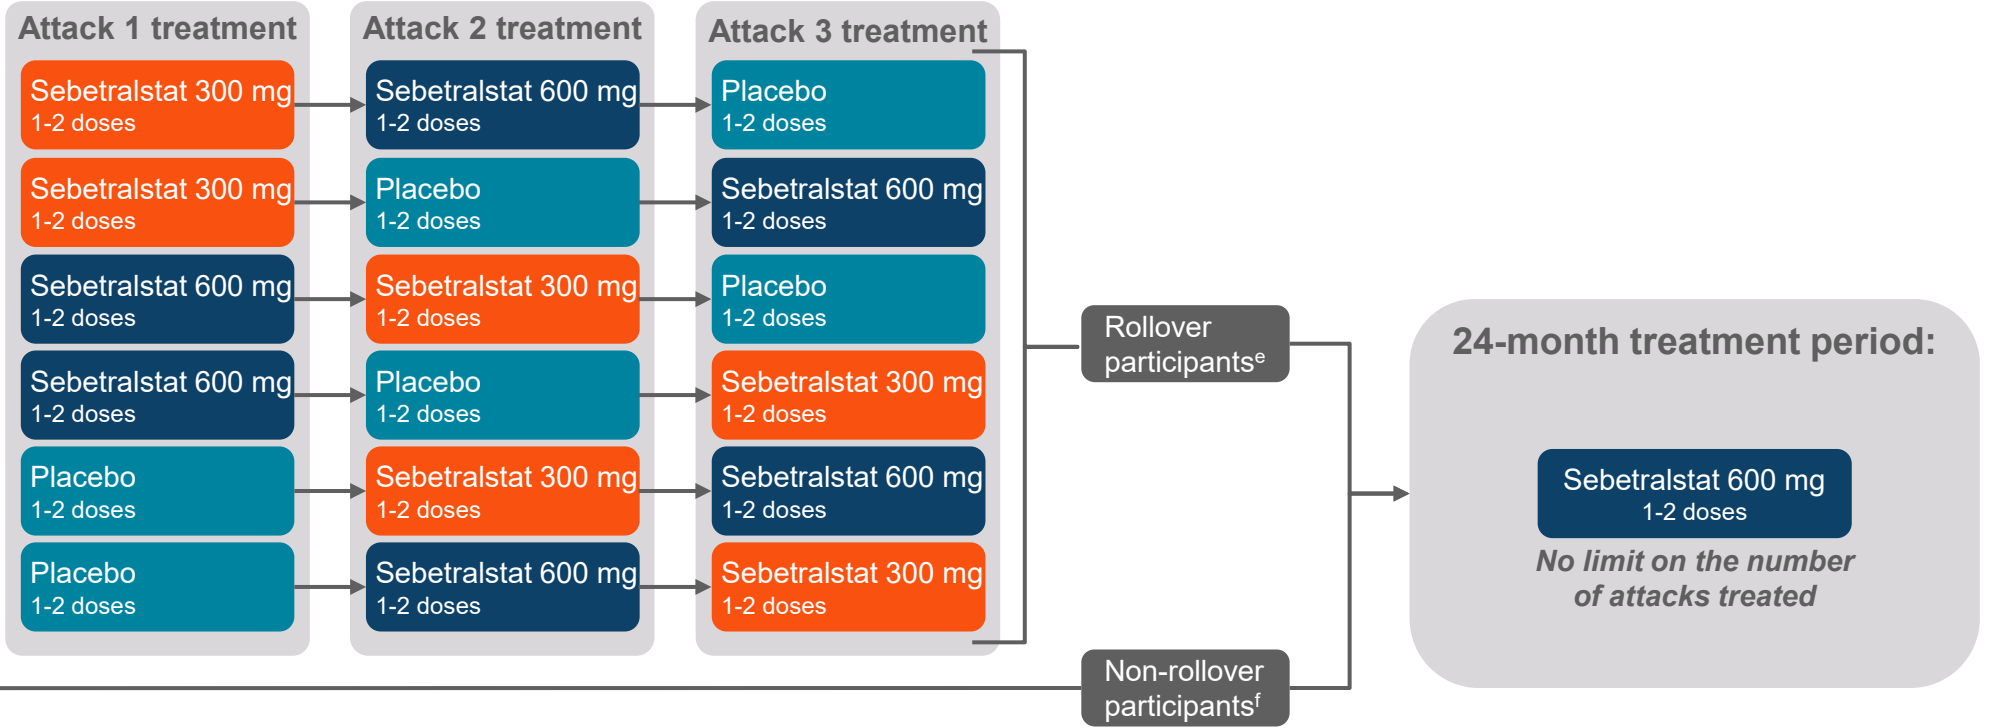 Attack 1 treatment
Attack 2 treatment
Attack 3 treatment
Sebetralstat 300 mg
1-2 doses
Sebetralstat 600 mg
1-2 doses
Placebo
1-2 doses
Sebetralstat 300 mg
1-2 doses
Placebo
1-2 doses
Sebetralstat 600 mg
1-2 doses
Sebetralstat 600 mg
1-2 doses
Sebetralstat 300 mg
1-2 doses
Placebo
1-2 doses
Sebetralstat 600 mg
1-2 doses
Placebo
1-2 doses
Sebetralstat 300 mg
1-2 doses
Placebo
1-2 doses
Sebetralstat 300 mg
1-2 doses
Sebetralstat 600 mg
1-2 doses
Placebo
1-2 doses
Sebetralstat 600 mg
1-2 doses
Sebetralstat 300 mg
1-2 doses
Rollover
participantsᵉ
Non-rollover
participantsᶠ
24-month treatment period:
Sebetralstat 600 mg
1-2 doses
No limit on the number
of attacks treated